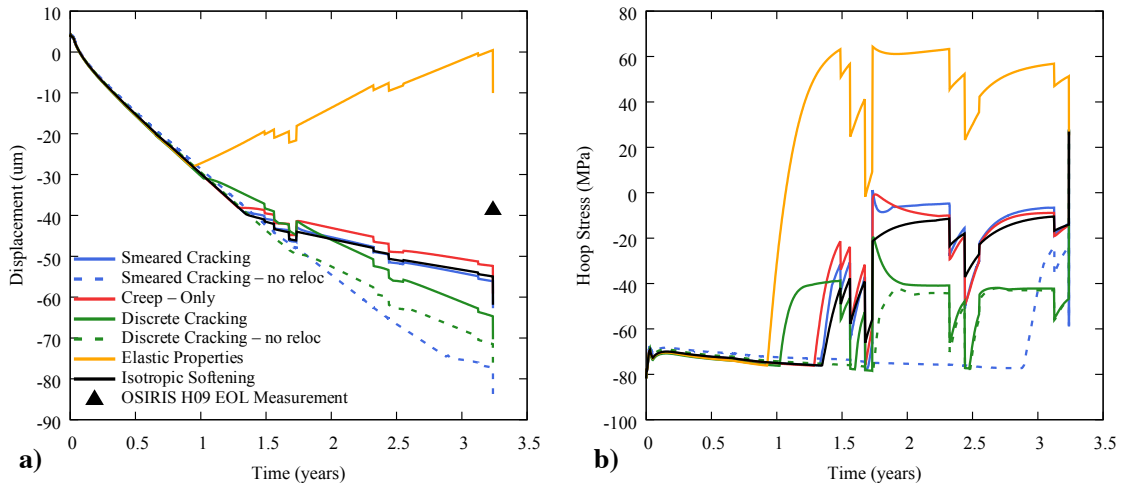 10
0
-10
-20
-30
-40
-50
-60
-70
-80
-90
Displacement (um)
Smeared Cracking
Smeared Cracking – no reloc
Creep – Only
Discrete Cracking
Discrete Cracking – no reloc
Elastic Properties
Isotropic Softening
OSIRIS H09 EOL Measurement
0 0.5 1 1.5 2 2.5 3 3.5
a)
Time (years)
80
60
40
20
0
-20
-40
-60
-80
-100
Hoop Stress (MPa)
0 0.5 1 1.5 2 2.5 3 3.5
b)
Time (years)